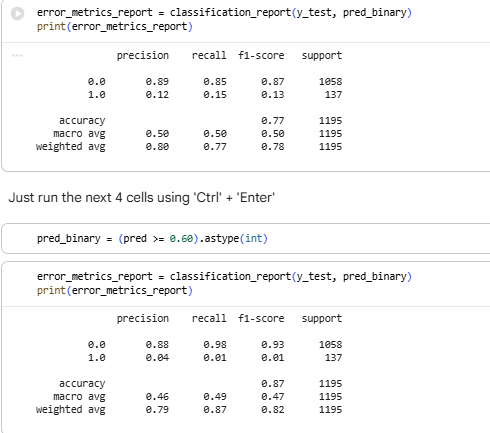 error_metrics_report = classification_report(y_test, pred_binary)
print(error_metrics_report)
precision recall f1-score support
0.0 0.89 0.85 0.87 1058
1.0 0.12 0.15 0.13 137
accuracy 0.77 1195
macro avg 0.50 0.50 0.50 1195
weighted avg 0.80 0.77 0.78 1195
Just run the next 4 cells using 'Ctrl' + 'Enter'
pred_binary = (pred >= 0.60).astype(int)
error_metrics_report = classification_report(y_test, pred_binary)
print(error_metrics_report)
precision recall f1-score support
0.0 0.88 0.98 0.93 1058
1.0 0.04 0.01 0.01 137
accuracy 0.87 1195
macro avg 0.46 0.49 0.47 1195
weighted avg 0.79 0.87 0.82 1195